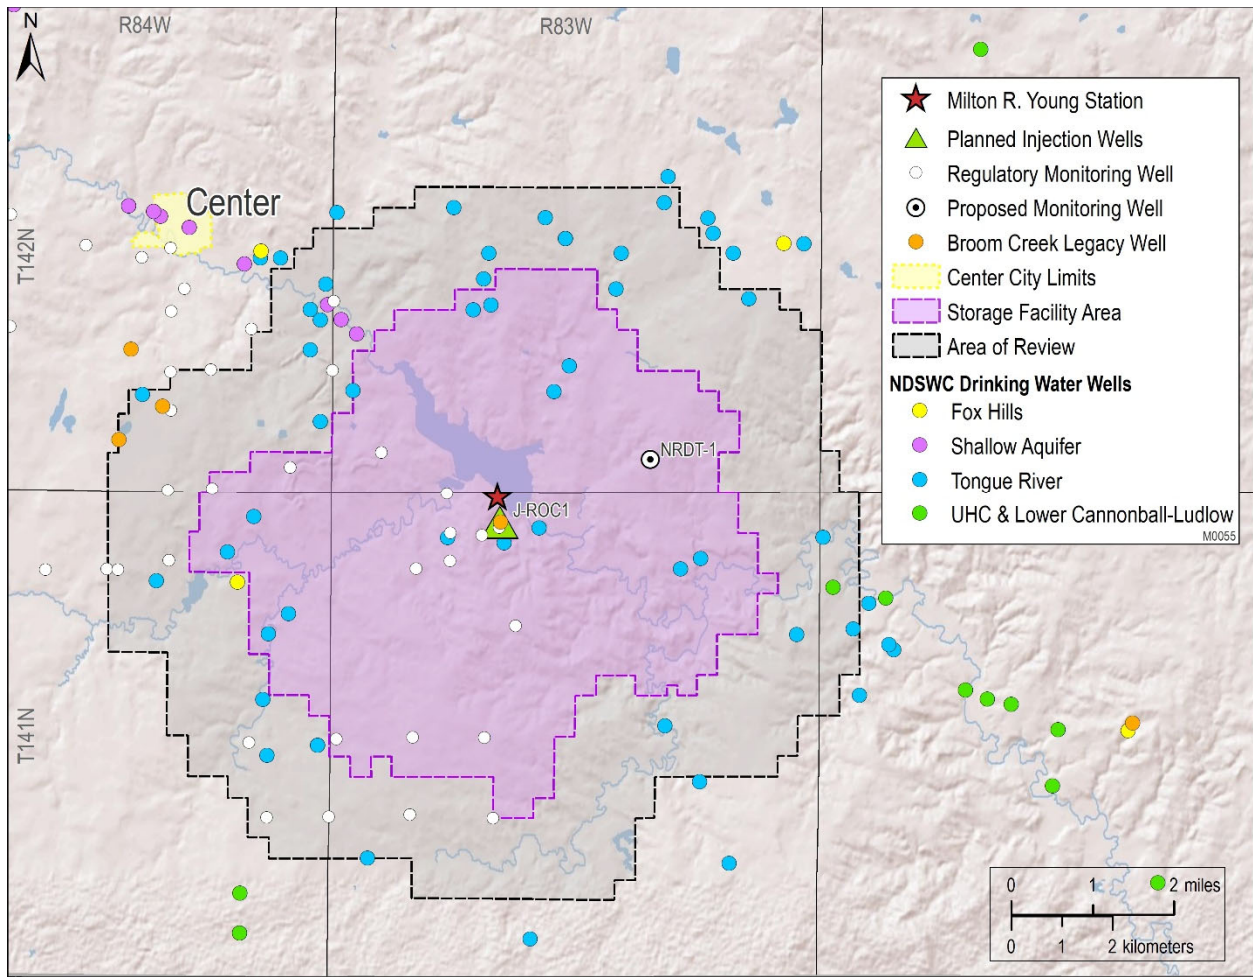 N
R84W
R83W
Milton R. Young Station
Planned Injection Wells
Regulatory Monitoring Well
Proposed Monitoring Well
Broom Creek Legacy Well
Center City Limits
Storage Facility Area
Area of Review
NDSWC Drinking Water Wells
Fox Hills
Shallow Aquifer
Tongue River
UHC & Lower Cannonball-Ludlow
M0055
Center
T142N
NRDT-1
J-ROC1
T141N
0 1 2 miles
0 1 2 kilometers